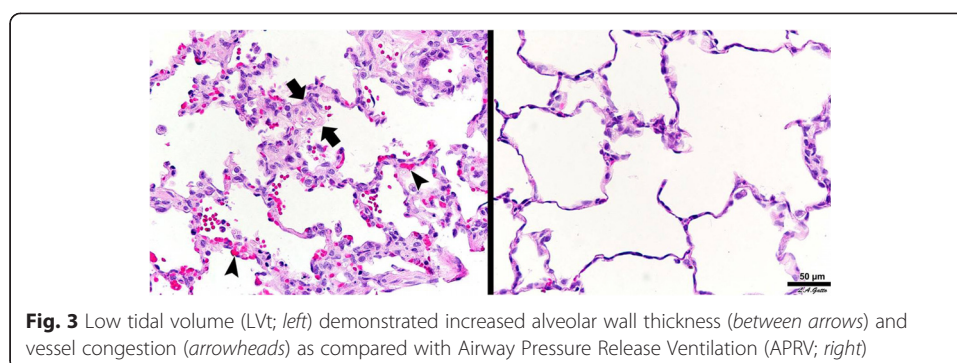 50 µm
L.A.Gatto
Fig. 3 Low tidal volume (LVt; left) demonstrated increased alveolar wall thickness (between arrows) and
vessel congestion (arrowheads) as compared with Airway Pressure Release Ventilation (APRV; right)